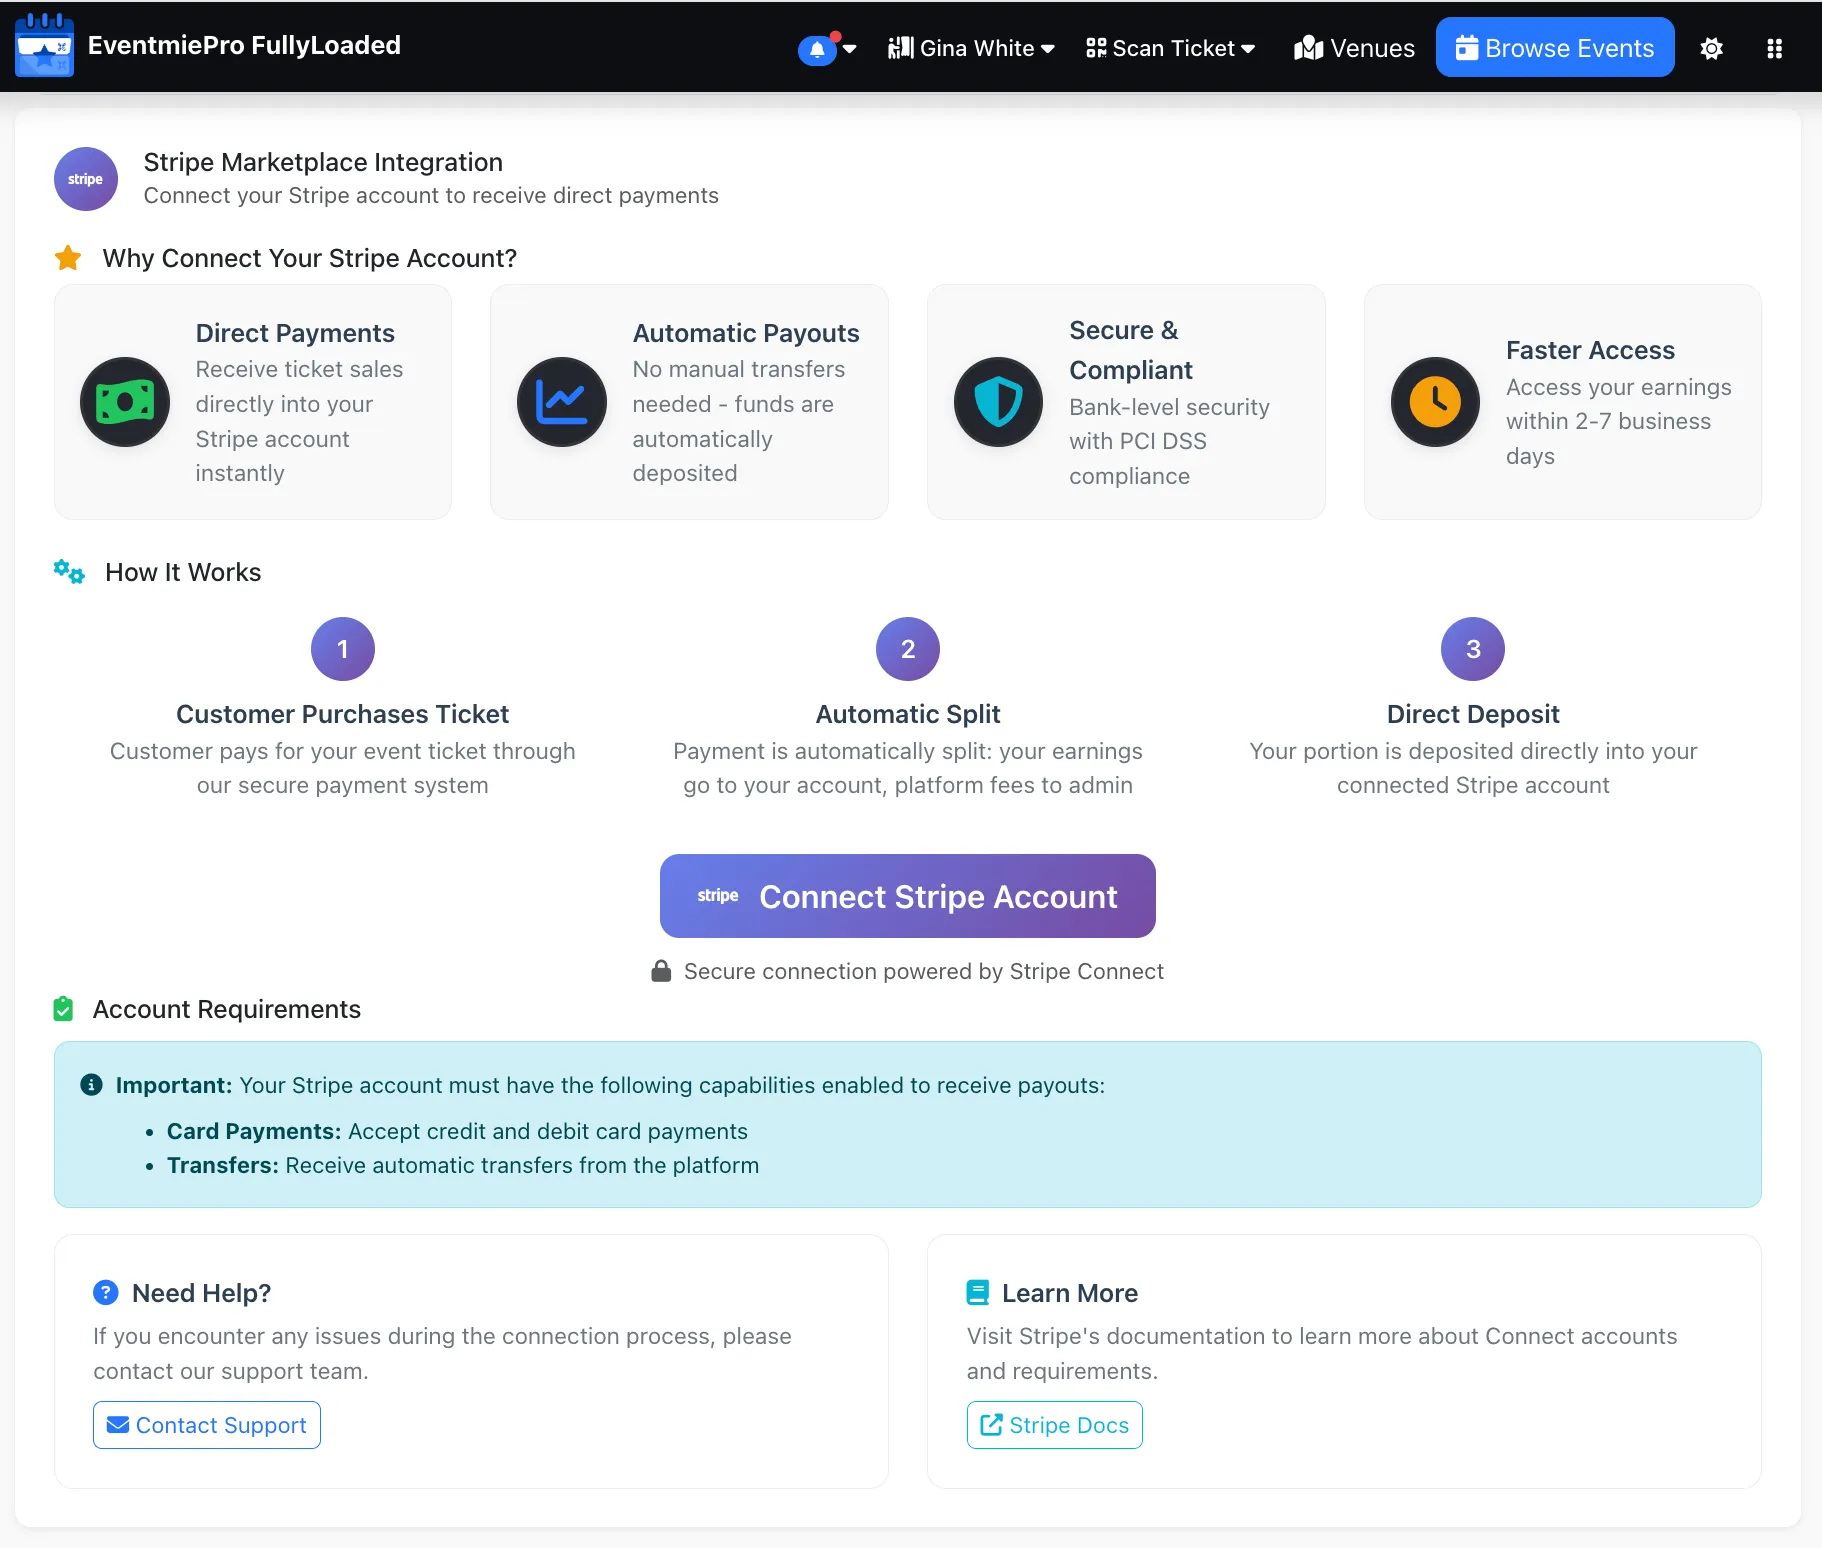 EventmiePro FullyLoaded
Gina White
Scan Ticket
Venues
Browse Events
stripe
Stripe Marketplace Integration
Connect your Stripe account to receive direct payments
Why Connect Your Stripe Account?
Direct Payments
Receive ticket sales
directly into your
Stripe account
instantly
Automatic Payouts
No manual transfers
needed - funds are
automatically
deposited
Secure &
Compliant
Bank-level security
with PCI DSS
compliance
Faster Access
Access your earnings
within 2-7 business
days
How It Works
1
Customer Purchases Ticket
Customer pays for your event ticket through
our secure payment system
2
Automatic Split
Payment is automatically split: your earnings
go to your account, platform fees to admin
3
Direct Deposit
Your portion is deposited directly into your
connected Stripe account
stripe Connect Stripe Account
Secure connection powered by Stripe Connect
Account Requirements
Important: Your Stripe account must have the following capabilities enabled to receive payouts:
• Card Payments: Accept credit and debit card payments
• Transfers: Receive automatic transfers from the platform
Need Help?
If you encounter any issues during the connection process, please
contact our support team.
Contact Support
Learn More
Visit Stripe's documentation to learn more about Connect accounts
and requirements.
Stripe Docs